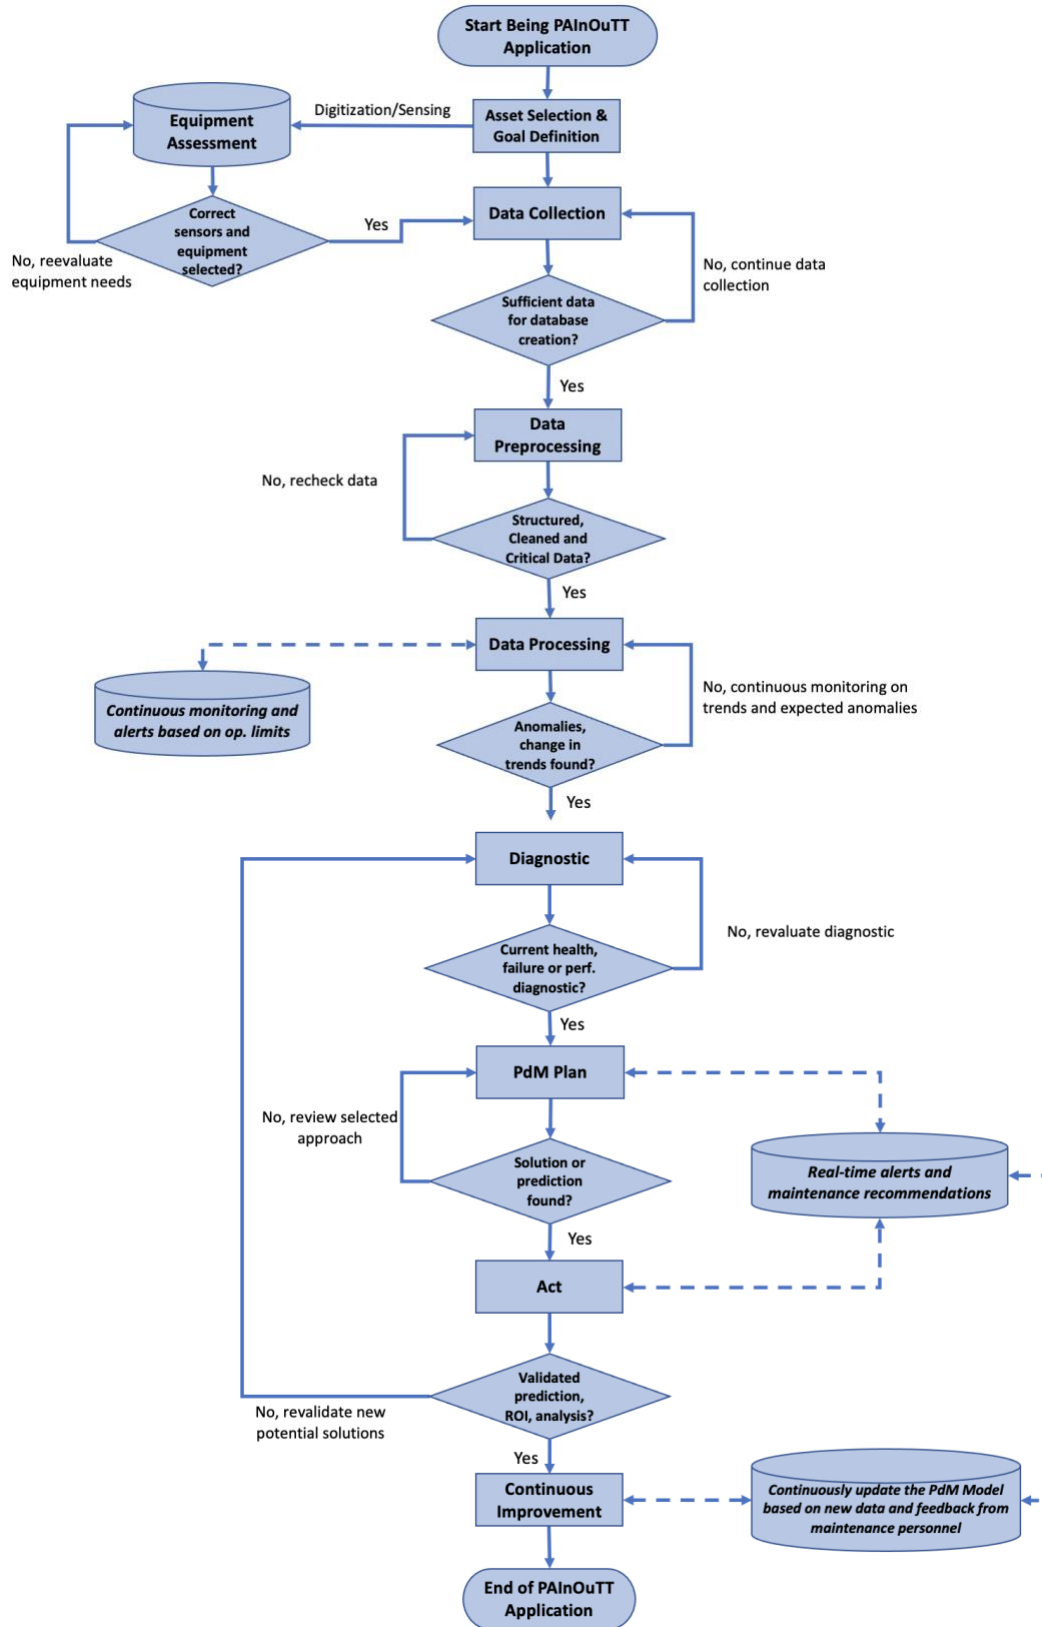 Start Being PAInOuTT
Application
Digitization/Sensing
Asset Selection &
Goal Definition
Equipment
Assessment
Data Collection
Correct
sensors and
equipment
selected?
Yes
No, reevaluate
equipment needs
No, continue data
collection
Sufficient data
for database
creation?
Yes
Data
Preprocessing
No, recheck data
Structured,
Cleaned and
Critical Data?
Yes
Data Processing
Continuous monitoring and
alerts based on op. limits
No, continuous monitoring on
trends and expected anomalies
Anomalies,
change in
trends found?
Yes
Diagnostic
No, revaluate diagnostic
Current health,
failure or perf.
diagnostic?
Yes
PdM Plan
No, review selected
approach
Solution or
prediction
found?
Real-time alerts and
maintenance recommendations
Yes
Act
Validated
prediction,
ROI, analysis?
No, revalidate new
potential solutions
Yes
Continuous
Improvement
Continuously update the PdM Model
based on new data and feedback from
maintenance personnel
End of PAInOuTT
Application